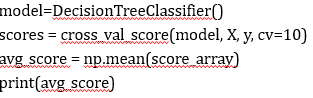 model=DecisionTreeClassifier()
scores = cross_val_score(model, X, y, cv=10)
avg_score = np.mean(score_array)
print(avg_score)